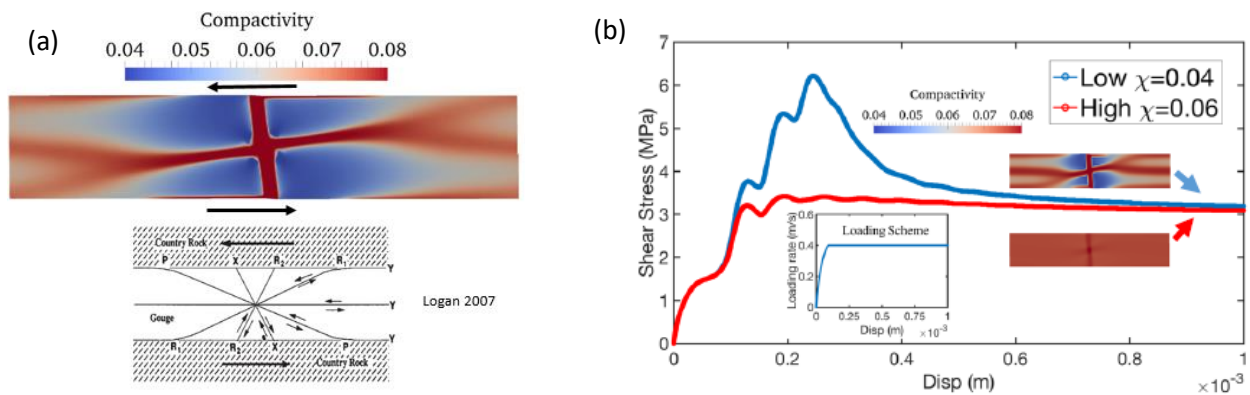 (a)
Compactivity
0.04 0.05 0.06 0.07 0.08
Country Rock
P X R2 R1 Y
Y
Gouge
R1 R2 X P Y
Country Rock
Logan 2007
(b)
7
6
5
4
3
2
1
0
Shear Stress (MPa)
Low χ=0.04
High χ=0.06
Compactivity
0.04 0.05 0.06 0.07 0.08
Loading Scheme
Loading rate (m/s)
0.6
0.4
0.2
0
0 0.25 0.5 0.75 1
Disp (m) ×10⁻³
0 0.2 0.4 0.6 0.8 1
Disp (m)
×10⁻³